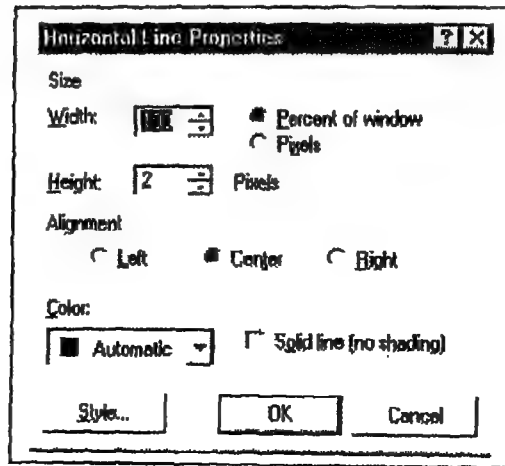 Horizontal Line Properties ? X
Size
Width:
Percent of window
Pixels
Height: 2 Pixels
Alignment
Left Center Right
Color:
Automatic Solid line (no shading)
Style... OK Cancel